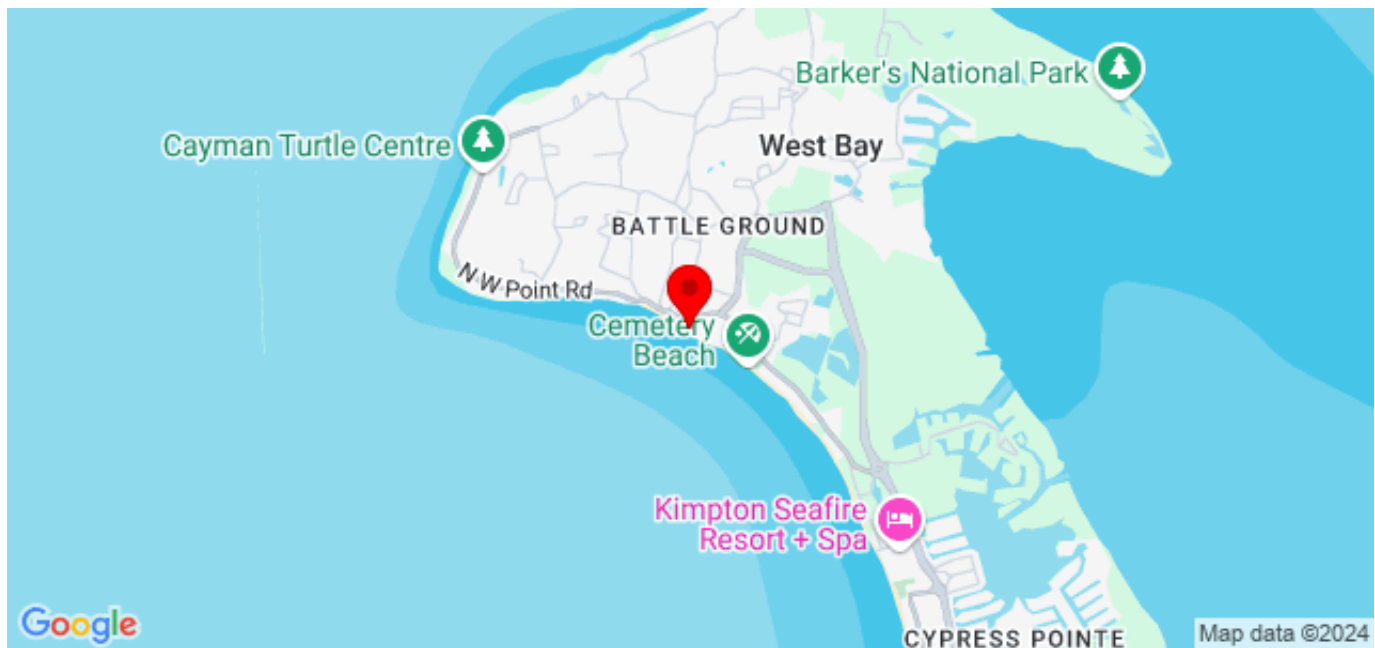 Barker's National Park
Cayman Turtle Centre
West Bay
BATTLE GROUND
N W Point Rd
Cemetery
Beach
Kimpton Seafire
Resort + Spa
CYPRESS POINTE
Google
Map data ©2024